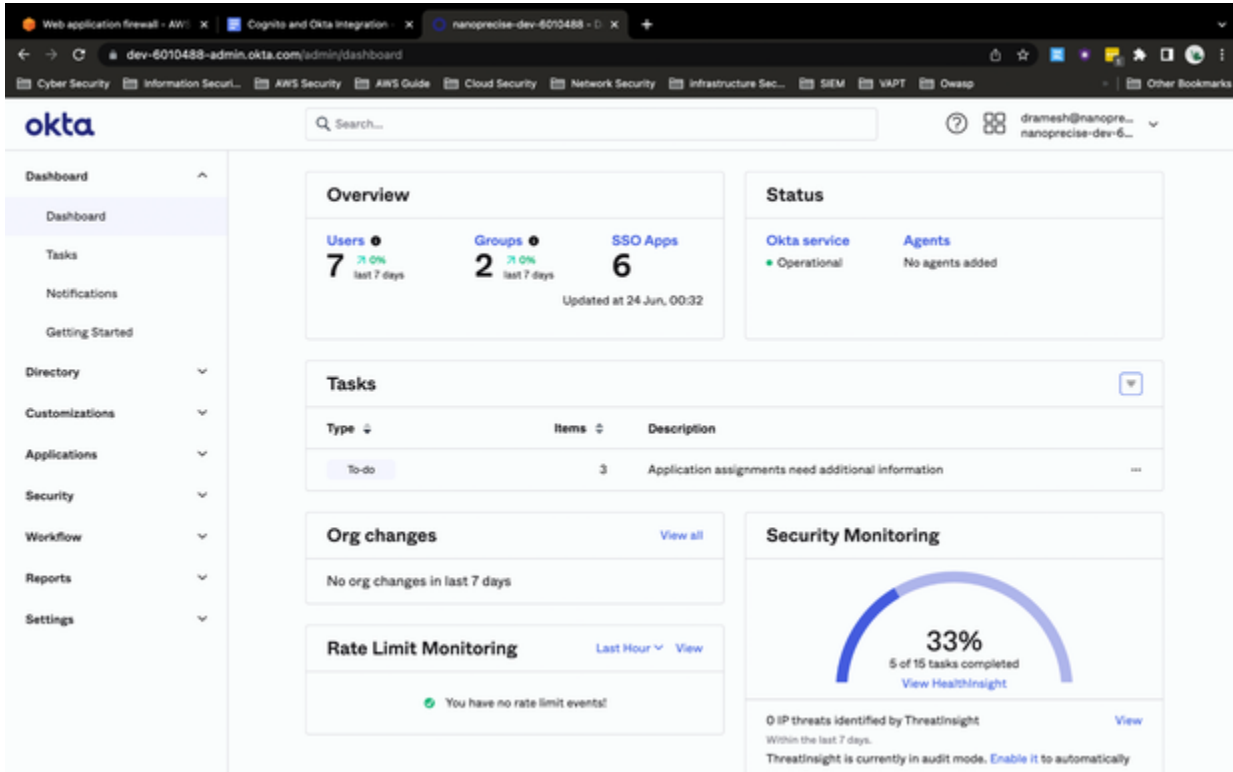 Web application firewall - AWS
Cognito and Okta Integration -
nanoprecise-dev-6010488 - D
dev-6010488-admin.okta.com/admin/dashboard
Cyber Security
Information Securi...
AWS Security
AWS Guide
Cloud Security
Network Security
Infrastructure Sec...
SIEM
VAPT
Owasp
Other Bookmarks
okta
Search...
dramesh@nanopre...
nanoprecise-dev-6...
Dashboard
Dashboard
Tasks
Notifications
Getting Started
Directory
Customizations
Applications
Security
Workflow
Reports
Settings
Overview
Users Groups SSO Apps
7 0% last 7 days
2 0% last 7 days
6
Updated at 24 Jun, 00:32
Status
Okta service Agents
Operational No agents added
Tasks
Type Items Description
To-do 3 Application assignments need additional information
Org changes View all
No org changes in last 7 days
Rate Limit Monitoring Last Hour View
You have no rate limit events!
Security Monitoring
33%
5 of 15 tasks completed
View HealthInsight
0 IP threats identified by ThreatInsight View
Within the last 7 days.
ThreatInsight is currently in audit mode. Enable it to automatically